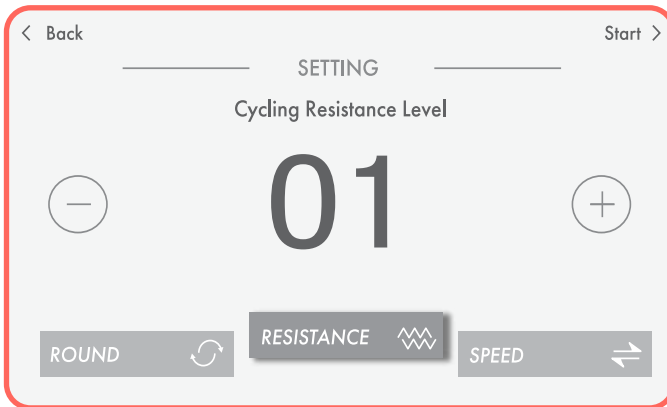 Back
Start
SETTING
Cycling Resistance Level
01
ROUND
RESISTANCE
SPEED